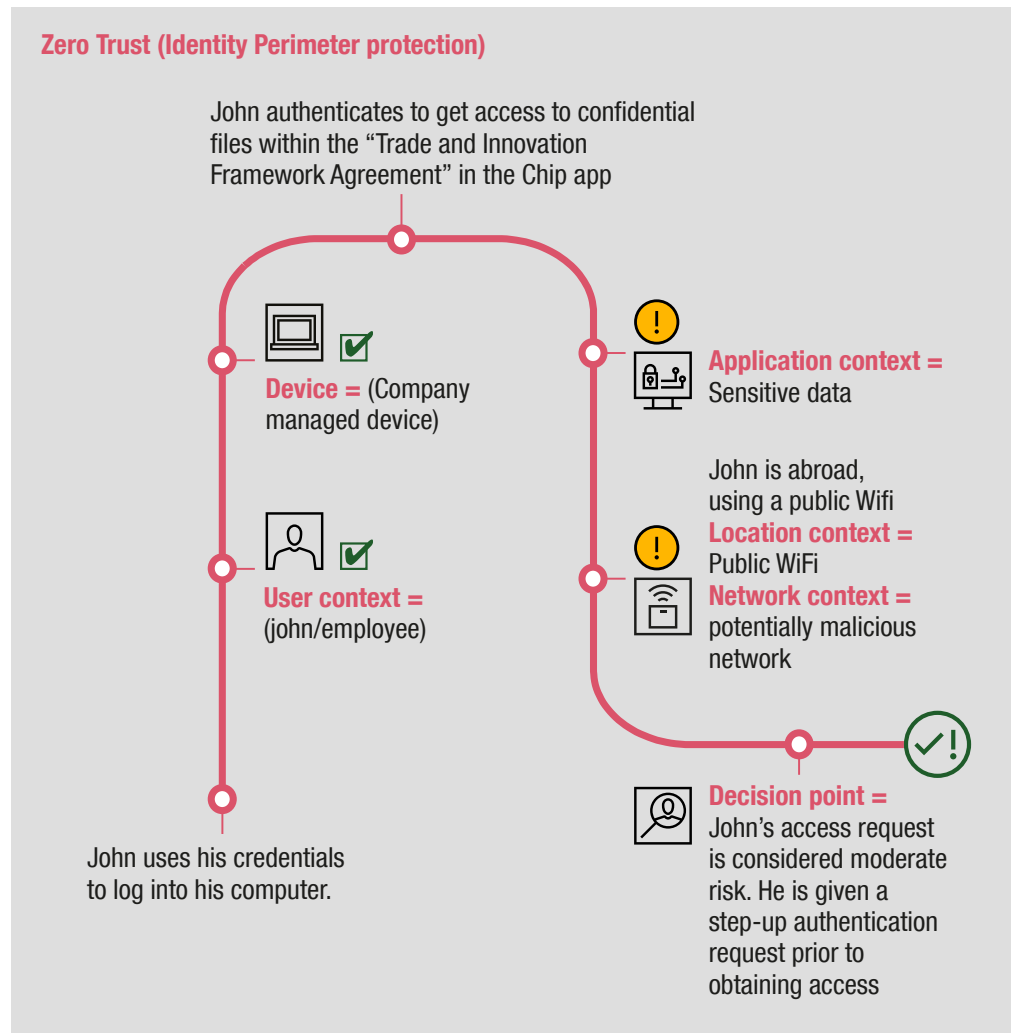 Zero Trust (Identity Perimeter protection)
John authenticates to get access to confidential
files within the “Trade and Innovation
Framework Agreement” in the Chip app
Device = (Company
managed device)
User context =
(john/employee)
John uses his credentials
to log into his computer.
Application context =
Sensitive data
John is abroad,
using a public Wifi
Location context =
Public WiFi
Network context =
potentially malicious
network
Decision point =
John’s access request
is considered moderate
risk. He is given a
step-up authentication
request prior to
obtaining access